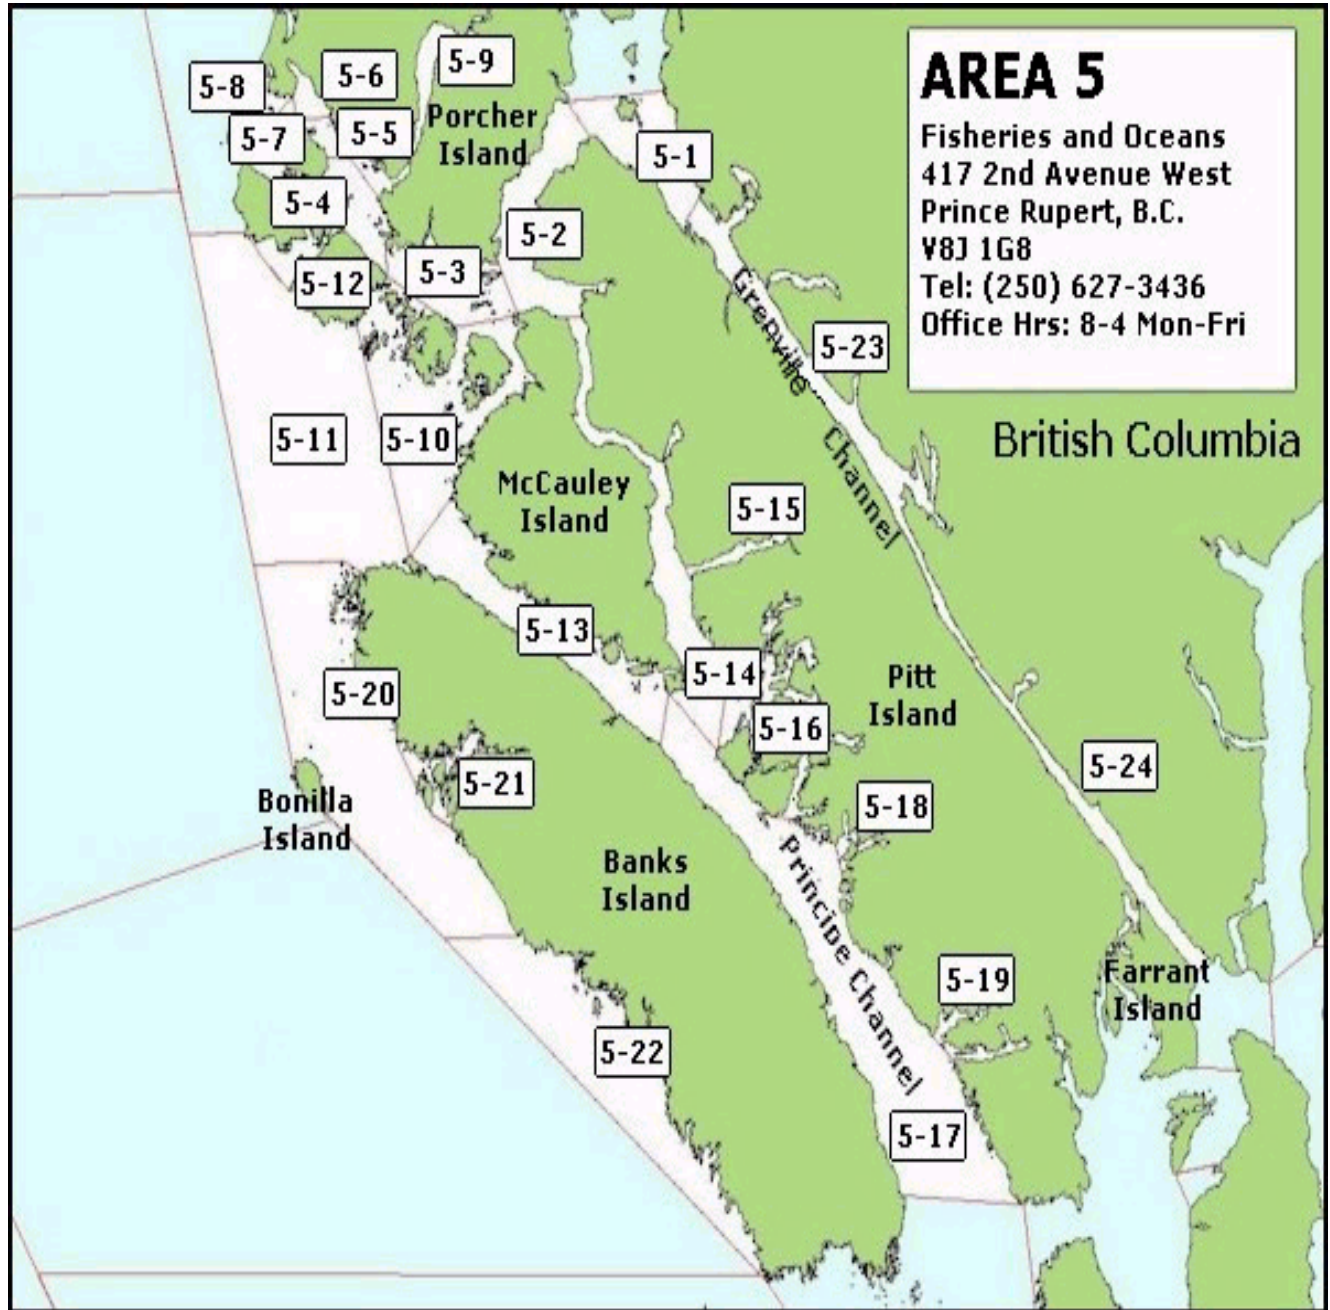 AREA 5
Fisheries and Oceans
417 2nd Avenue West
Prince Rupert, B.C.
V8J 1G8
Tel: (250) 627-3436
Office Hrs: 8-4 Mon-Fri
5-9
5-6
5-8
Porcher
Island
5-5
5-7
5-1
5-4
5-2
5-3
5-12
Grenville
Channel
5-23
5-11
5-10
British Columbia
McCauley
Island
5-15
5-13
5-14
Pitt
Island
5-20
5-16
5-24
5-21
5-18
Bonilla
Island
Banks
Island
Principe Channel
5-19
Farrant
Island
5-22
5-17